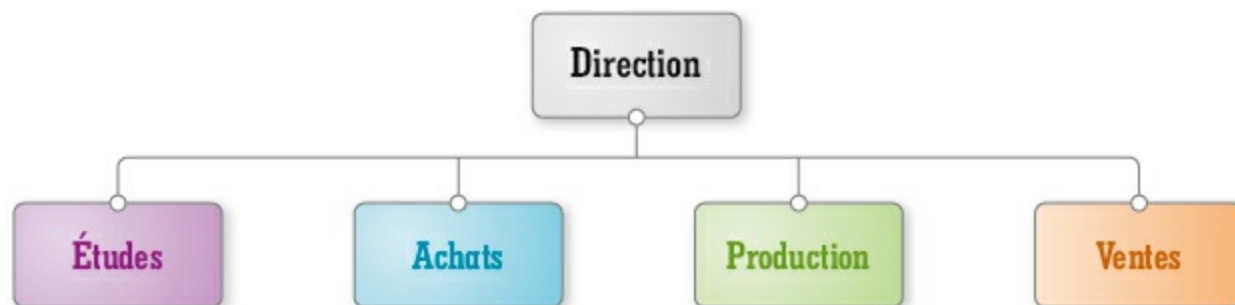 Direction
Études
Achats
Production
Ventes